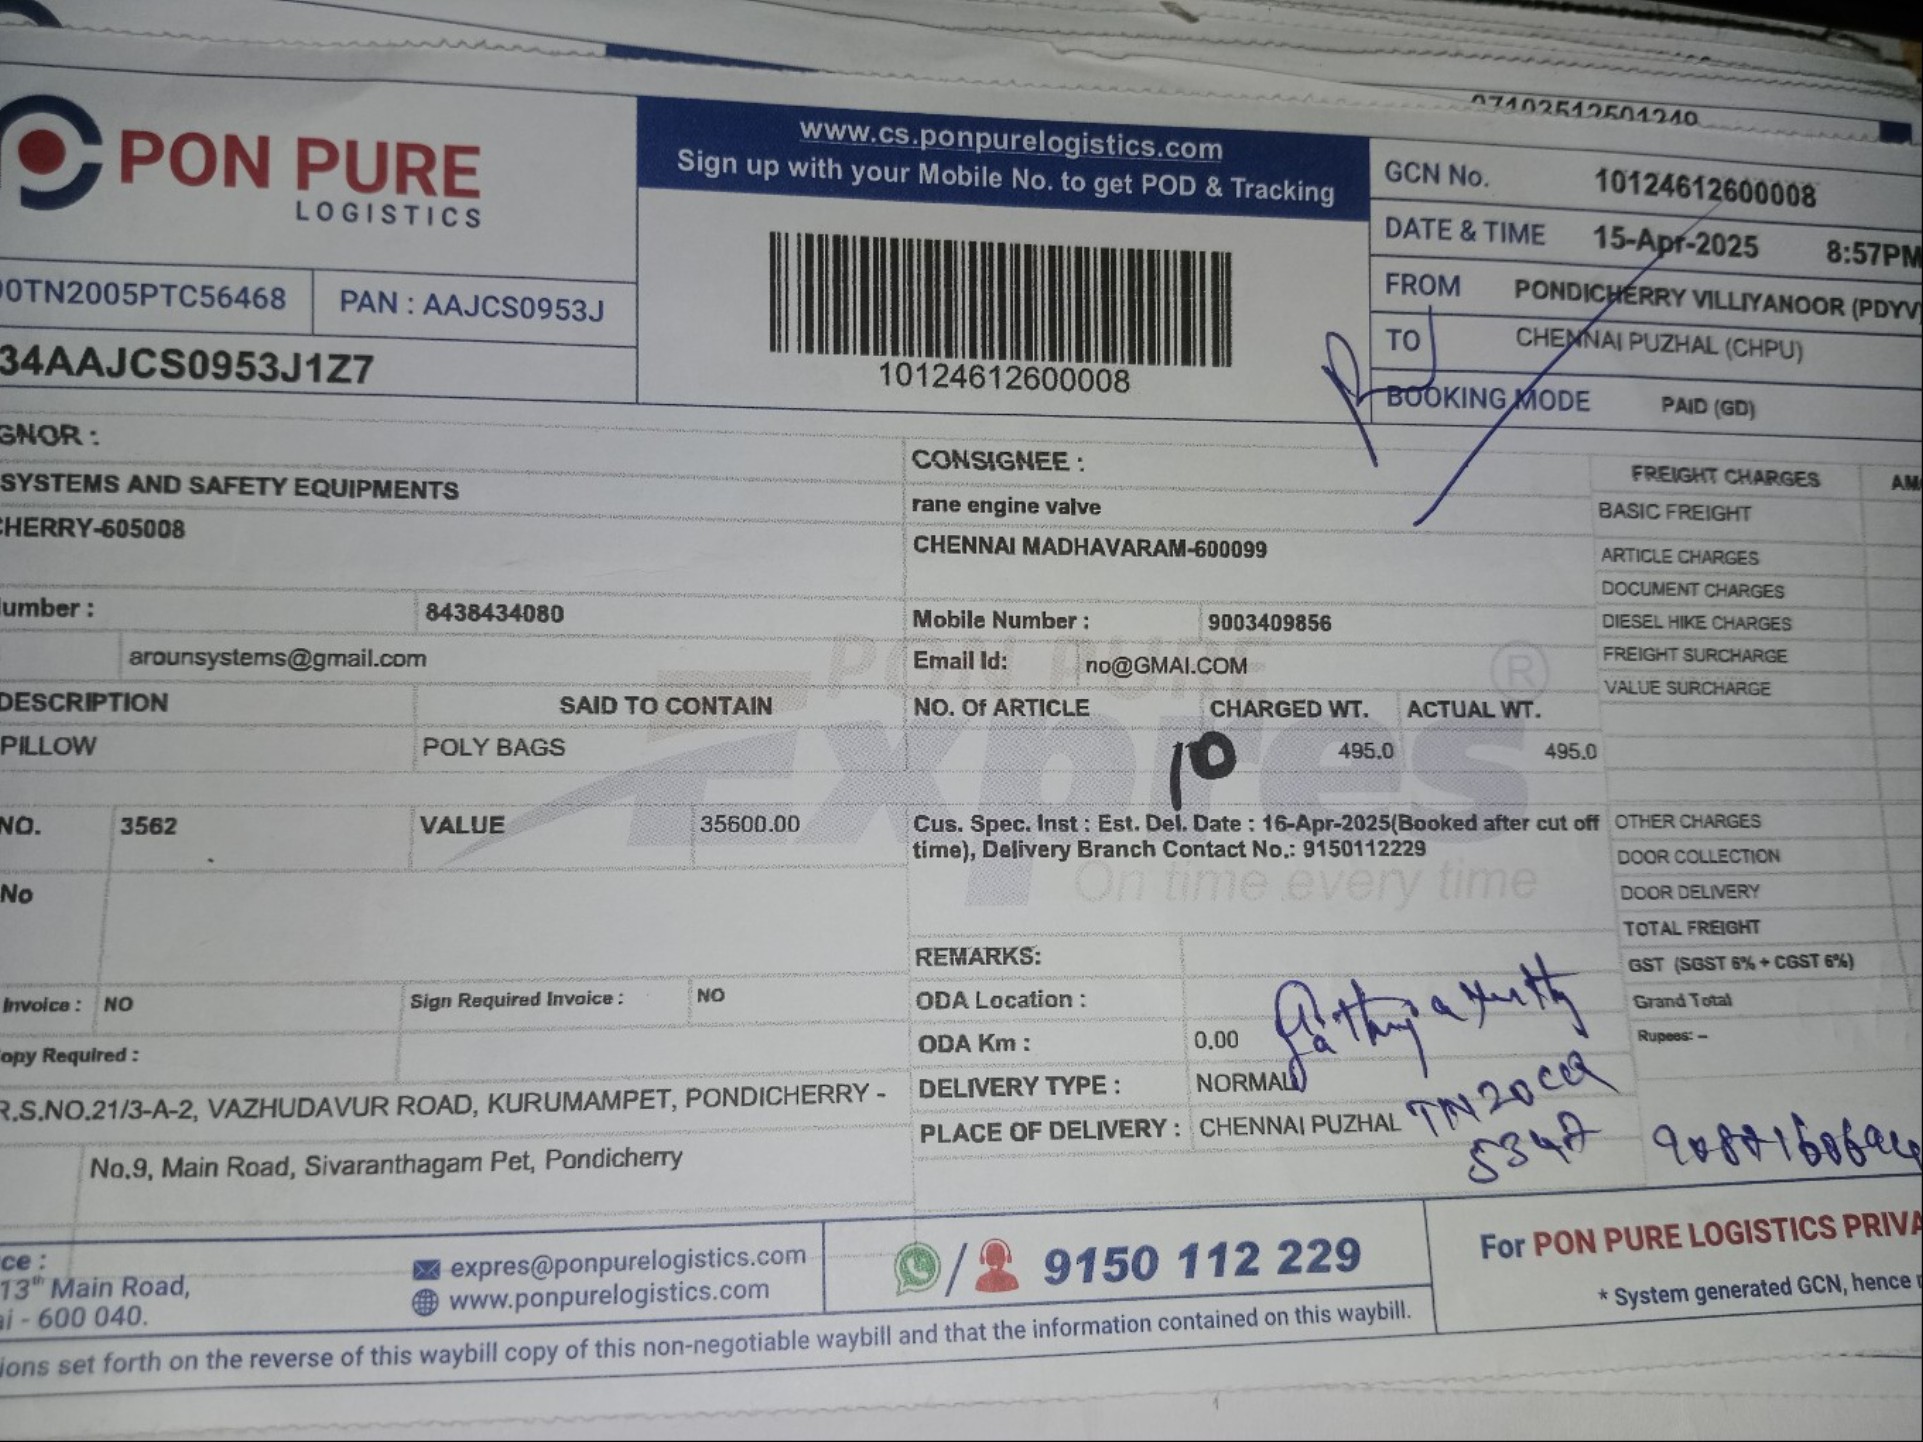 07102512501240
PON PURE
LOGISTICS
www.cs.ponpurelogistics.com
Sign up with your Mobile No. to get POD & Tracking
10124612600008
GCN No. 10124612600008
DATE & TIME 15-Apr-2025 8:57PM
FROM PONDICHERRY VILLIYANOOR (PDYV)
TO CHENNAI PUZHAL (CHPU)
BOOKING MODE PAID (GD)
0TN2005PTC56468 PAN : AAJCS0953J
34AAJCS0953J1Z7
GNOR :
SYSTEMS AND SAFETY EQUIPMENTS
CHERRY-605008
umber : 8438434080
arounsystems@gmail.com
CONSIGNEE :
rane engine valve
CHENNAI MADHAVARAM-600099
Mobile Number : 9003409856
Email Id: no@GMAI.COM
DESCRIPTION SAID TO CONTAIN NO. Of ARTICLE CHARGED WT. ACTUAL WT.
PILLOW POLY BAGS 10 495.0 495.0
NO. 3562 VALUE 35600.00
Cus. Spec. Inst : Est. Del. Date : 16-Apr-2025(Booked after cut off
time), Delivery Branch Contact No.: 9150112229
PON PURE
Expres ®
On time every time
No
Invoice : NO Sign Required Invoice : NO
opy Required :
R.S.NO.21/3-A-2, VAZHUDAVUR ROAD, KURUMAMPET, PONDICHERRY -
No.9, Main Road, Sivaranthagam Pet, Pondicherry
REMARKS:
ODA Location :
ODA Km : 0.00
DELIVERY TYPE : NORMAL
PLACE OF DELIVERY : CHENNAI PUZHAL
TN20CQ
5347
FREIGHT CHARGES AM
BASIC FREIGHT
ARTICLE CHARGES
DOCUMENT CHARGES
DIESEL HIKE CHARGES
FREIGHT SURCHARGE
VALUE SURCHARGE
OTHER CHARGES
DOOR COLLECTION
DOOR DELIVERY
TOTAL FREIGHT
GST (SGST 6% + CGST 6%)
Grand Total
Rupees: –
ce :
13th Main Road,
ai - 600 040.
expres@ponpurelogistics.com
www.ponpurelogistics.com
/ 9150 112 229
For PON PURE LOGISTICS PRIVA
* System generated GCN, hence
ions set forth on the reverse of this waybill copy of this non-negotiable waybill and that the information contained on this waybill.